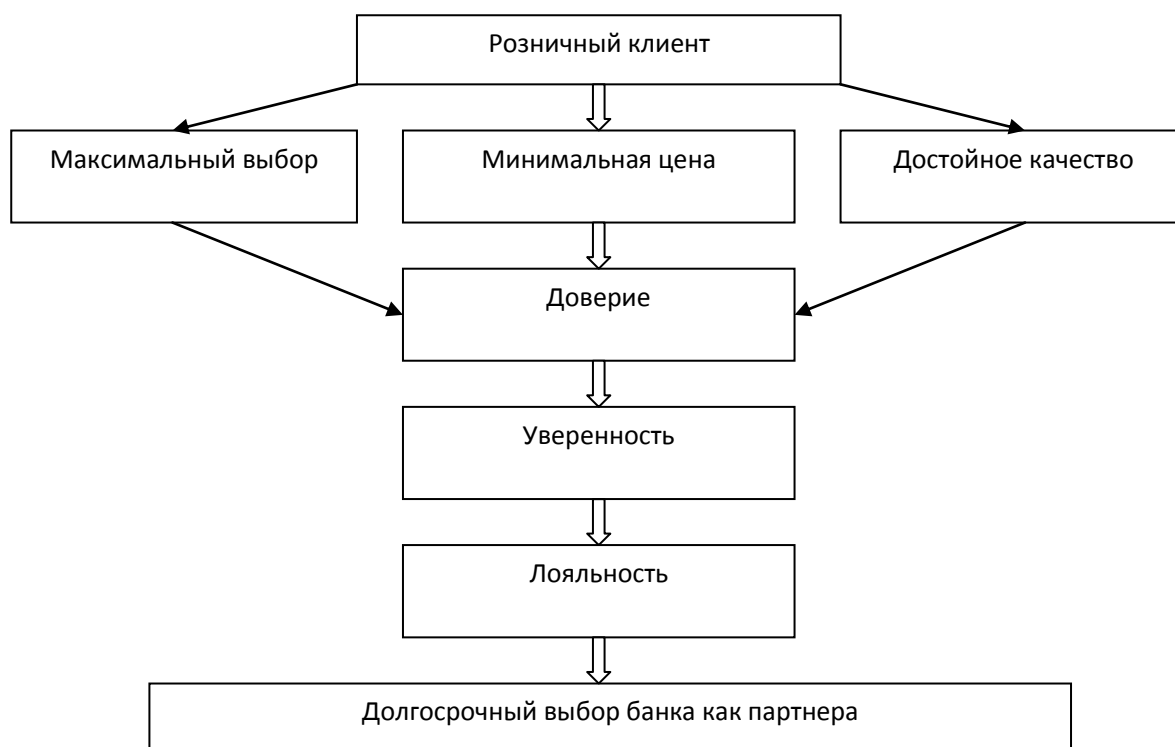 Розничный клиент
Максимальный выбор
Минимальная цена
Достойное качество
Доверие
Уверенность
Лояльность
Долгосрочный выбор банка как партнера